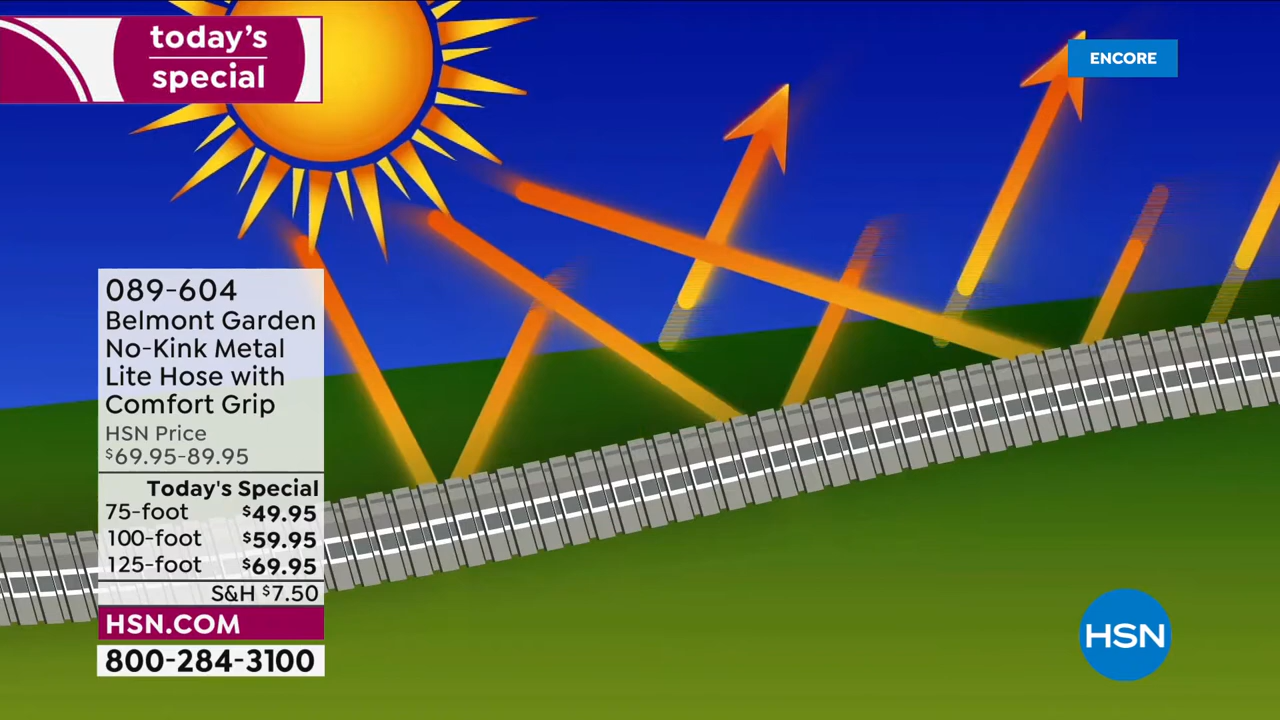 today's
special
ENCORE
089-604
Belmont Garden
No-Kink Metal
Lite Hose with
Comfort Grip
HSN Price
$69.95-89.95
Today's Special
75-foot $49.95
100-foot $59.95
125-foot $69.95
S&H $7.50
HSN.COM
800-284-3100
HSN